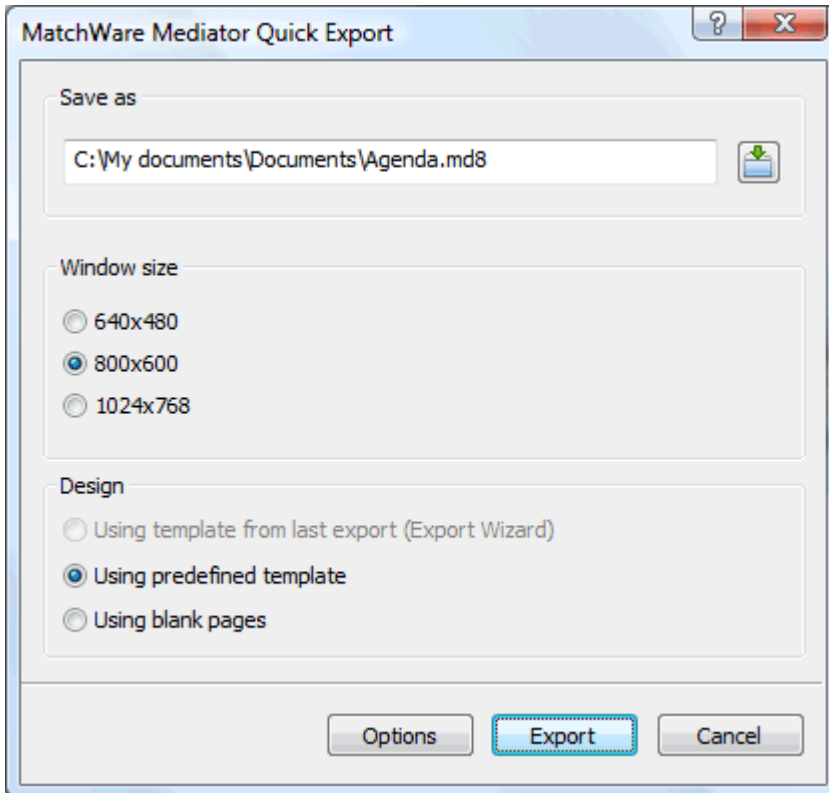 MatchWare Mediator Quick Export
?
Save as
C:\My documents\Documents\Agenda.md8
Window size
640x480
800x600
1024x768
Design
Using template from last export (Export Wizard)
Using predefined template
Using blank pages
Options Export Cancel